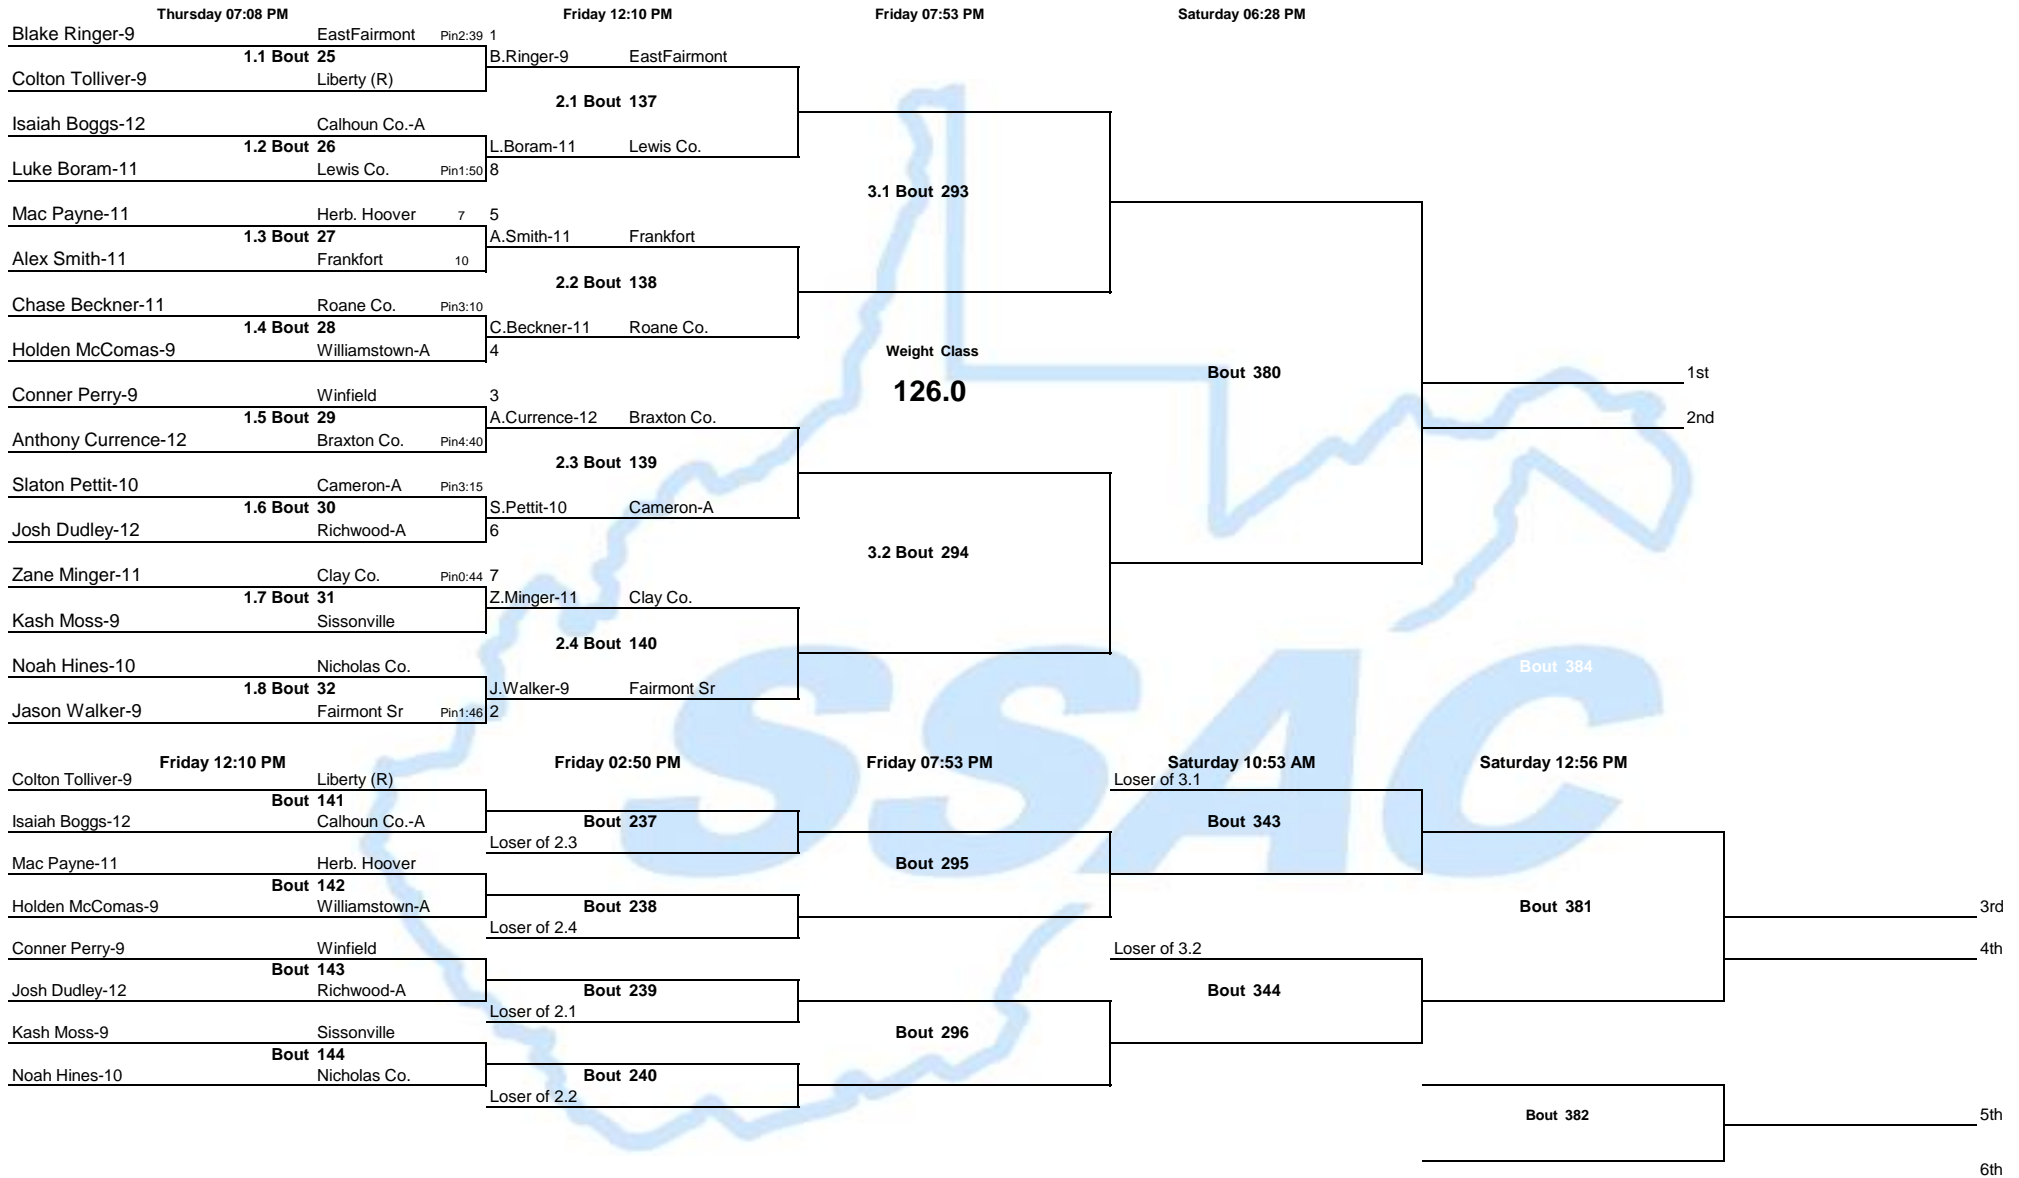 Thursday 07:08 PM Friday 12:10 PM Friday 07:53 PM Saturday 06:28 PM
Blake Ringer-9 EastFairmont Pin2:39 1
1.1 Bout 25 B.Ringer-9 EastFairmont
Colton Tolliver-9 Liberty (R)
2.1 Bout 137
Isaiah Boggs-12 Calhoun Co.-A
1.2 Bout 26 L.Boram-11 Lewis Co.
Luke Boram-11 Lewis Co. Pin1:50 8
3.1 Bout 293
Mac Payne-11 Herb. Hoover 7 5
1.3 Bout 27 A.Smith-11 Frankfort
Alex Smith-11 Frankfort 10
2.2 Bout 138
Chase Beckner-11 Roane Co. Pin3:10
1.4 Bout 28 C.Beckner-11 Roane Co.
Holden McComas-9 Williamstown-A 4 Weight Class
Bout 380 1st
126.0
Conner Perry-9 Winfield 3
1.5 Bout 29 A.Currence-12 Braxton Co. 2nd
Anthony Currence-12 Braxton Co. Pin4:40
2.3 Bout 139
Slaton Pettit-10 Cameron-A Pin3:15
1.6 Bout 30 S.Pettit-10 Cameron-A
Josh Dudley-12 Richwood-A 6
3.2 Bout 294
Zane Minger-11 Clay Co. Pin0:44 7
1.7 Bout 31 Z.Minger-11 Clay Co.
Kash Moss-9 Sissonville
2.4 Bout 140
Noah Hines-10 Nicholas Co. Bout 384
1.8 Bout 32 J.Walker-9 Fairmont Sr
Jason Walker-9 Fairmont Sr Pin1:46 2
SSAC
Friday 12:10 PM Friday 02:50 PM Friday 07:53 PM Saturday 10:53 AM Saturday 12:56 PM
Colton Tolliver-9 Liberty (R) Loser of 3.1
Bout 141
Isaiah Boggs-12 Calhoun Co.-A Bout 237 Bout 343
Loser of 2.3
Mac Payne-11 Herb. Hoover Bout 295
Bout 142
Holden McComas-9 Williamstown-A Bout 238 Bout 381 3rd
Loser of 2.4
Conner Perry-9 Winfield Loser of 3.2 4th
Bout 143
Josh Dudley-12 Richwood-A Bout 239 Bout 344
Loser of 2.1
Kash Moss-9 Sissonville Bout 296
Bout 144
Noah Hines-10 Nicholas Co. Bout 240
Loser of 2.2
Bout 382 5th
6th